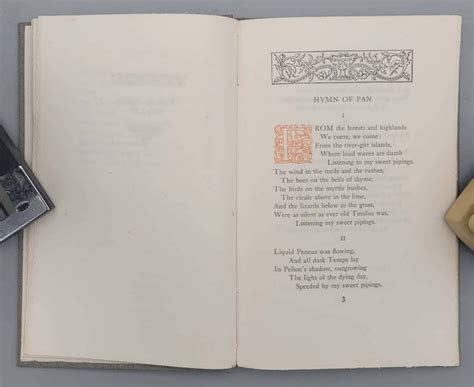 HYMN OF PAN
I
FROM the forests and highlands
We come, we come;
From the river-girt islands,
Where loud waves are dumb
Listening to my sweet pipings.
The wind in the reeds and the rushes,
The bees on the bells of thyme,
The birds on the myrtle bushes,
The cicale above in the lime,
And the lizards below in the grass,
Were as silent as ever old Tmolus was,
Listening my sweet pipings.
II
Liquid Peneus was flowing,
And all dark Tempe lay
In Pelion's shadow, outgrowing
The light of the dying day,
Speeded by my sweet pipings.
3